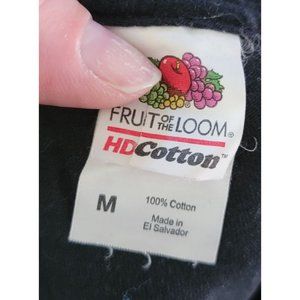 FRUIT OF THE LOOM®
HDCotton™
M
100% Cotton
Made in
El Salvador